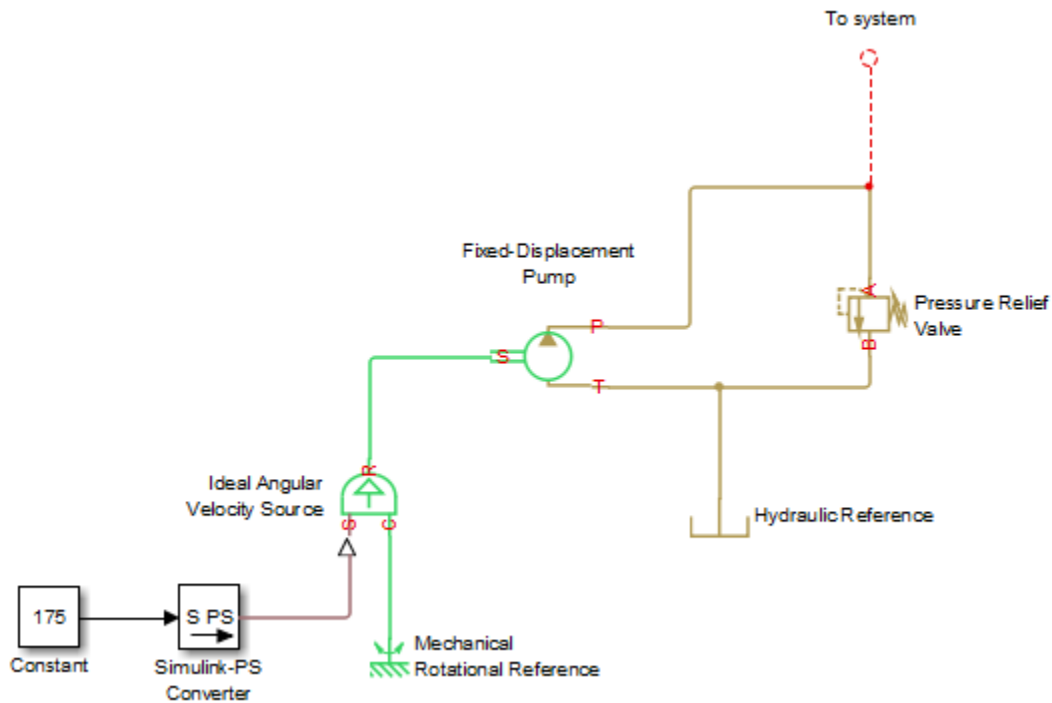 To system
Fixed-Displacement
Pump
A
Pressure Relief
Valve
B
P
S
T
R
Ideal Angular
Velocity Source
S
C
Hydraulic Reference
175
S PS
Constant
Simulink-PS
Converter
Mechanical
Rotational Reference